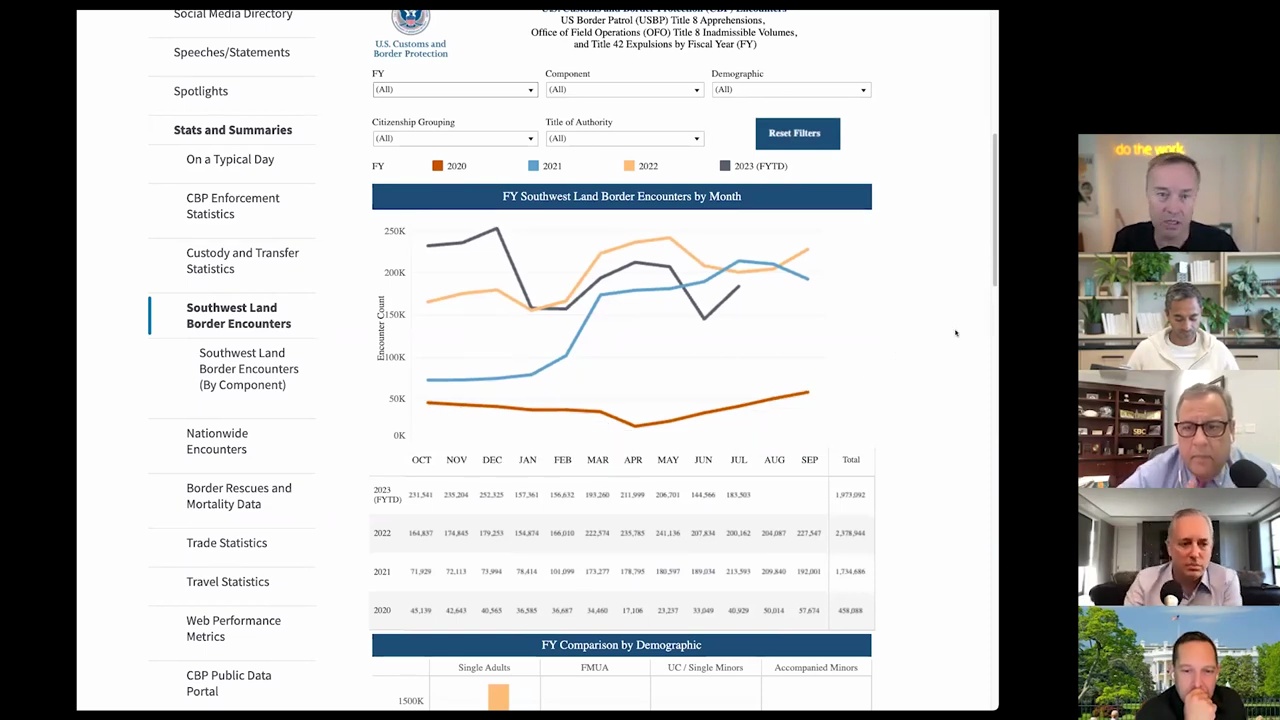 Social Media Directory
Speeches/Statements
Spotlights
Stats and Summaries
On a Typical Day
CBP Enforcement
Statistics
Custody and Transfer
Statistics
Southwest Land
Border Encounters
Southwest Land
Border Encounters
(By Component)
Nationwide
Encounters
Border Rescues and
Mortality Data
Trade Statistics
Travel Statistics
Web Performance
Metrics
CBP Public Data
Portal
U.S. Customs and
Border Protection
U.S. Customs and Border Protection (CBP) Encounters
US Border Patrol (USBP) Title 8 Apprehensions,
Office of Field Operations (OFO) Title 8 Inadmissible Volumes,
and Title 42 Expulsions by Fiscal Year (FY)
FY Component Demographic
(All) (All) (All)
Citizenship Grouping Title of Authority
(All) (All)
Reset Filters
FY 2020 2021 2022 2023 (FYTD)
FY Southwest Land Border Encounters by Month
Encounter Count
250K
200K
150K
100K
50K
0K
OCT NOV DEC JAN FEB MAR APR MAY JUN JUL AUG SEP Total
2023
(FYTD) 231,541 235,204 252,325 157,361 156,632 193,260 211,999 206,701 144,566 183,503 1,973,092
2022 164,837 174,845 179,253 154,874 166,010 222,574 235,785 241,136 207,834 200,162 204,087 227,547 2,378,944
2021 71,929 72,113 73,994 78,414 101,099 173,277 178,795 180,597 189,034 213,593 209,840 192,001 1,734,686
2020 45,139 42,643 40,565 36,585 36,687 34,460 17,106 23,237 33,049 40,929 50,014 57,674 458,088
FY Comparison by Demographic
Single Adults FMUA UC / Single Minors Accompanied Minors
1500K
do the work
SBC